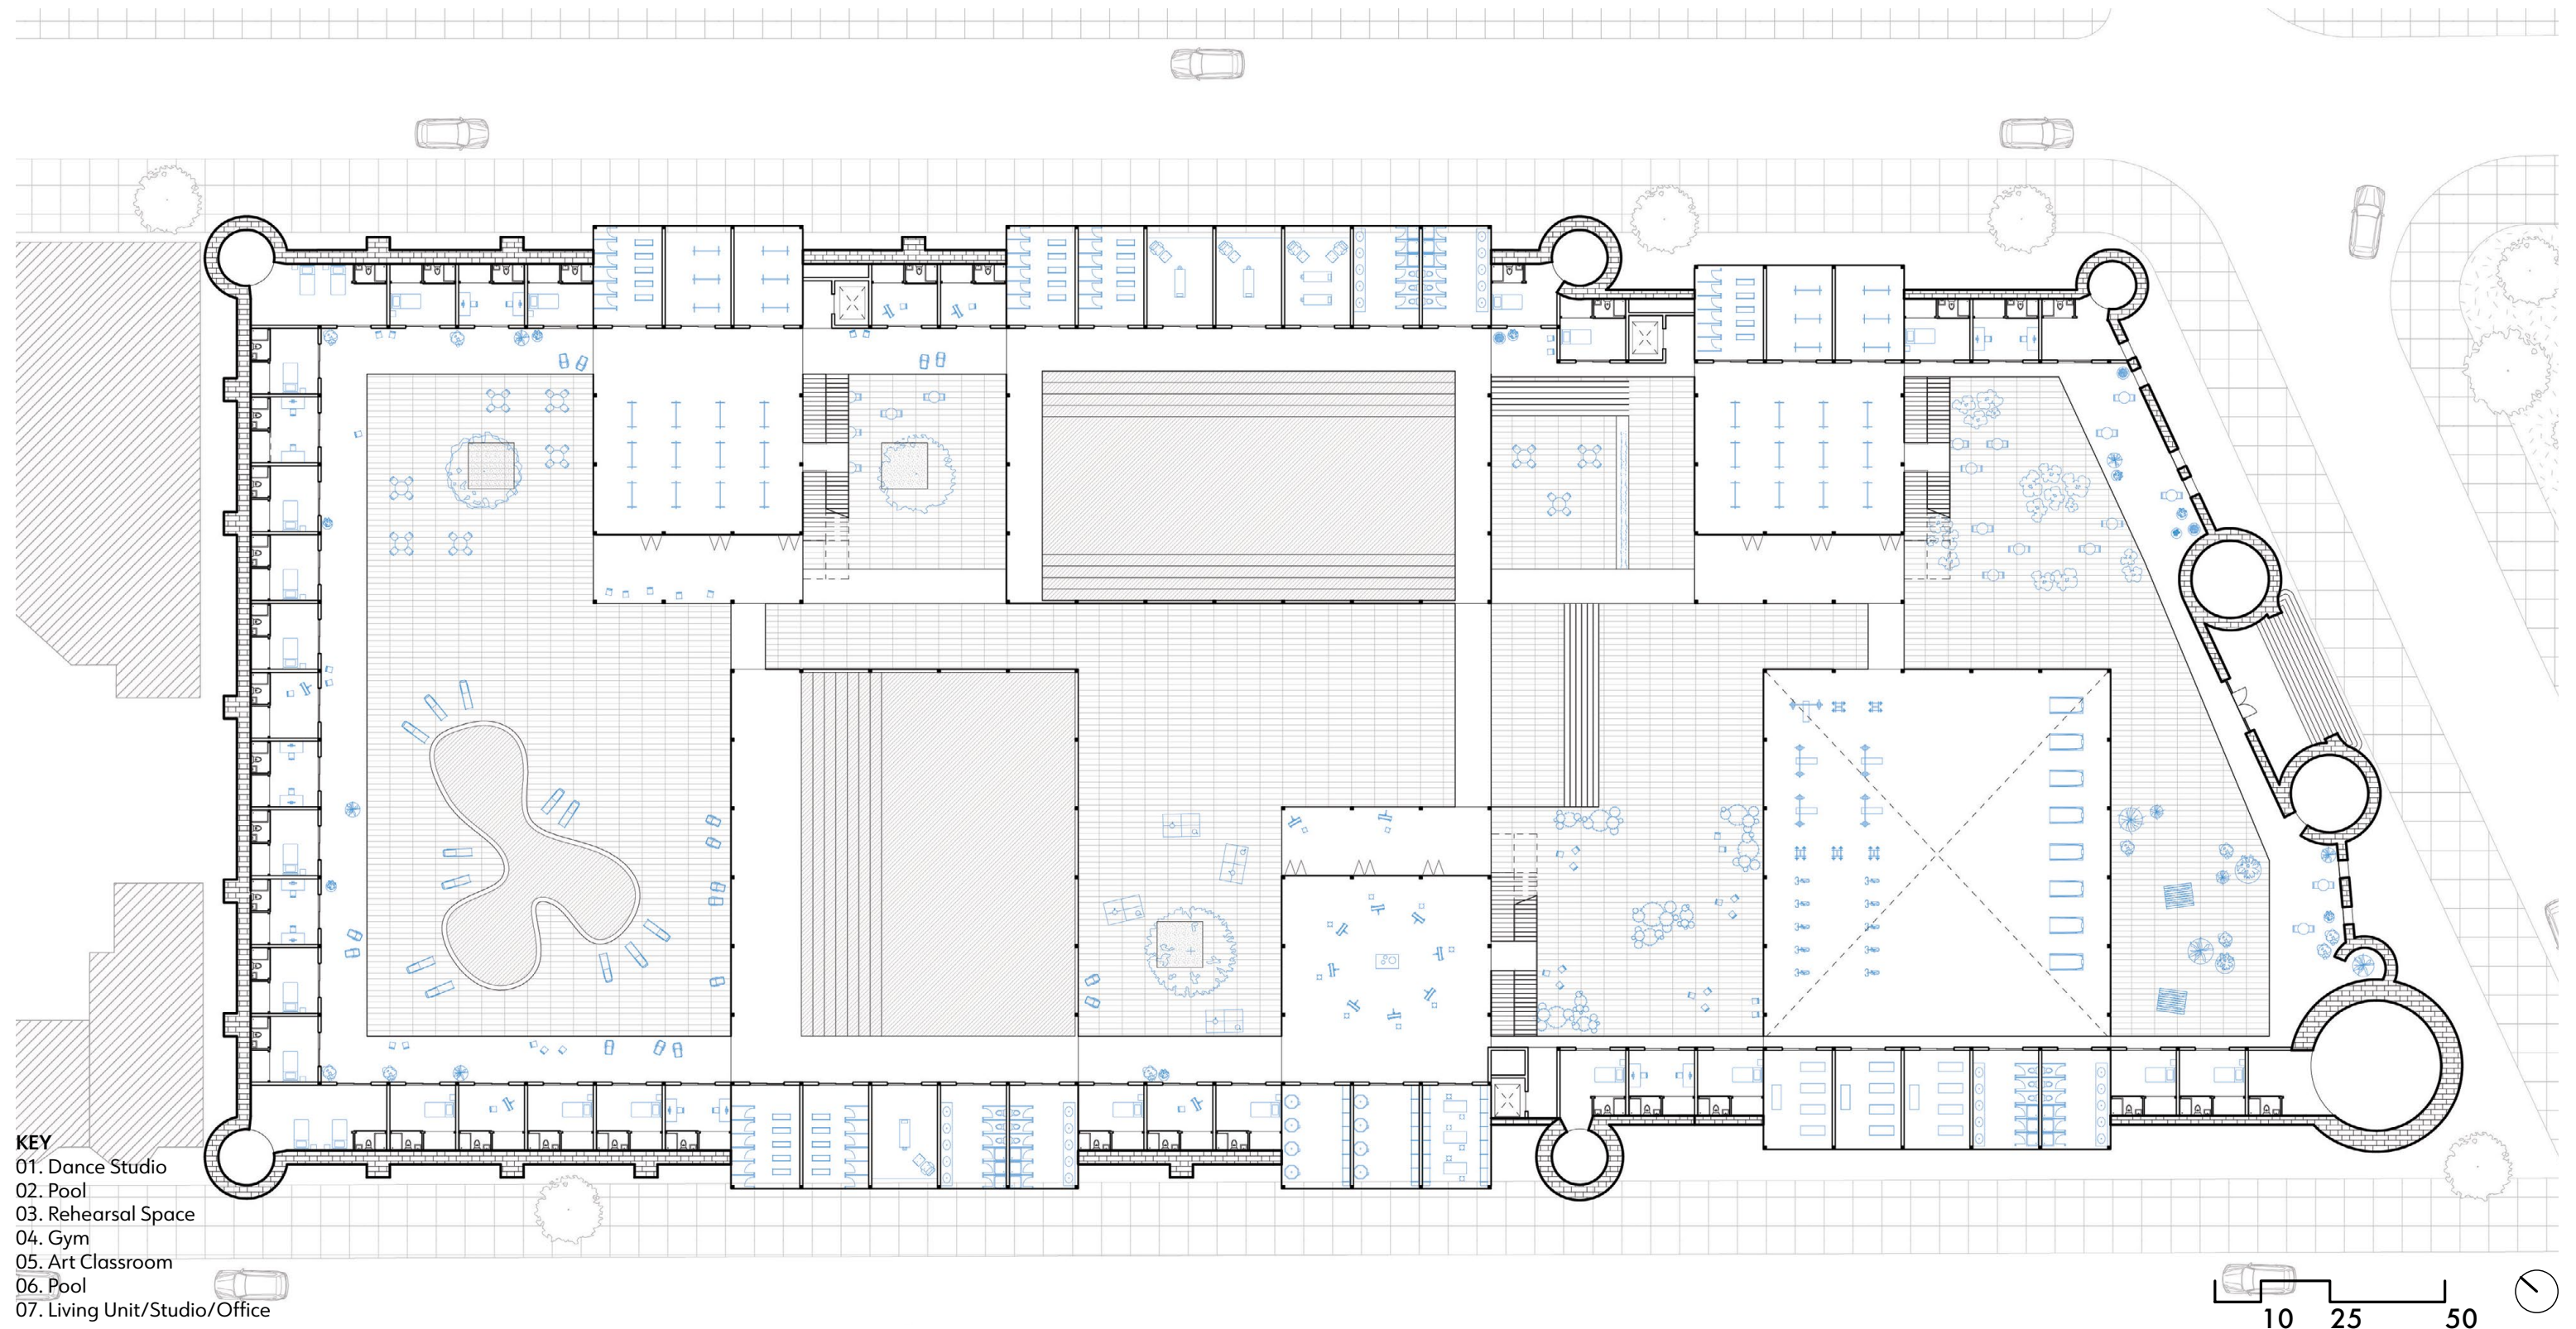 KEY
01. Dance Studio
02. Pool
03. Rehearsal Space
04. Gym
05. Art Classroom
06. Pool
07. Living Unit/Studio/Office
10 25 50